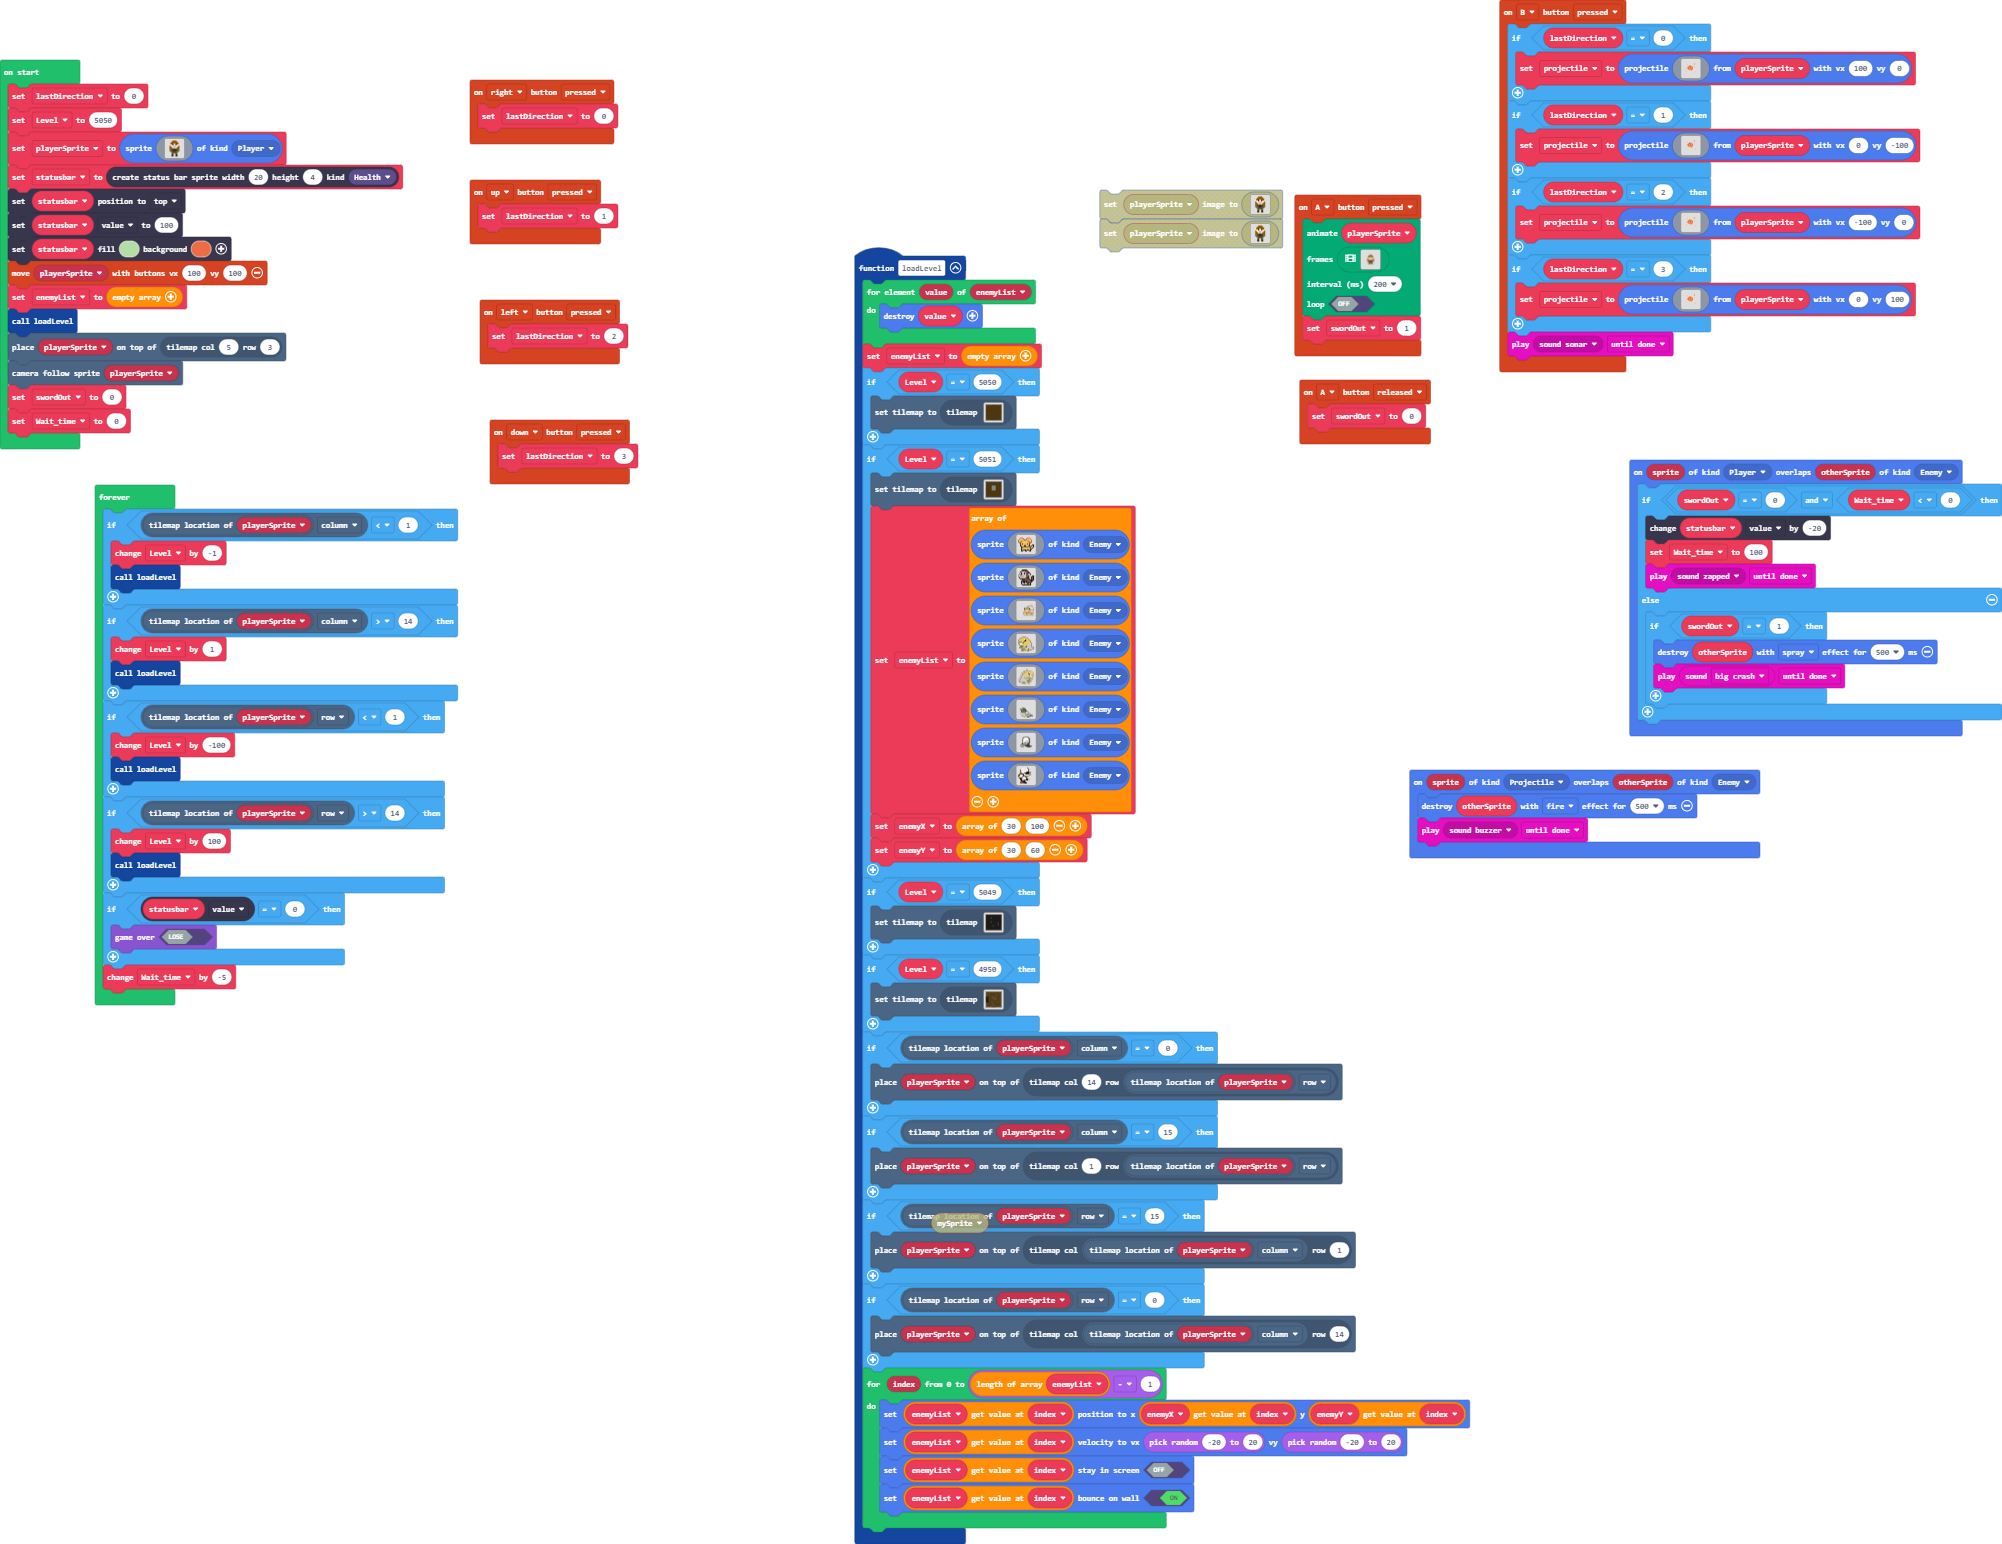 on start
set lastDirection to 0
set Level to 5050
set playerSprite to sprite of kind Player
set statusbar to create status bar sprite width 20 height 4 kind Health
set statusbar position to top
set statusbar value to 100
set statusbar fill background
move playerSprite with buttons vx 100 vy 100
set enemyList to empty array
call loadLevel
place playerSprite on top of tilemap col 5 row 3
camera follow sprite playerSprite
set swordOut to 0
set Wait_time to 0
forever
if tilemap location of playerSprite column < 1 then
change Level by -1
call loadLevel
if tilemap location of playerSprite column > 14 then
change Level by 1
call loadLevel
if tilemap location of playerSprite row < 1 then
change Level by -100
call loadLevel
if tilemap location of playerSprite row > 14 then
change Level by 100
call loadLevel
if statusbar value = 0 then
game over LOSE
change Wait_time by -5
on right button pressed
set lastDirection to 0
on up button pressed
set lastDirection to 1
on left button pressed
set lastDirection to 2
on down button pressed
set lastDirection to 3
function loadLevel
for element value of enemyList
do destroy value
set enemyList to empty array
if Level = 5050 then
set tilemap to tilemap
if Level = 5051 then
set tilemap to tilemap
set enemyList to array of
sprite of kind Enemy
sprite of kind Enemy
sprite of kind Enemy
sprite of kind Enemy
sprite of kind Enemy
sprite of kind Enemy
sprite of kind Enemy
sprite of kind Enemy
set enemyX to array of 30 100
set enemyY to array of 30 60
if Level = 5049 then
set tilemap to tilemap
if Level = 4950 then
set tilemap to tilemap
if tilemap location of playerSprite column = 0 then
place playerSprite on top of tilemap col 14 row tilemap location of playerSprite row
if tilemap location of playerSprite column = 15 then
place playerSprite on top of tilemap col 1 row tilemap location of playerSprite row
if tilemap location of playerSprite row = 15 then
mySprite
place playerSprite on top of tilemap col tilemap location of playerSprite column row 1
if tilemap location of playerSprite row = 0 then
place playerSprite on top of tilemap col tilemap location of playerSprite column row 14
for index from 0 to length of array enemyList - 1
do set enemyList get value at index position to x enemyX get value at index y enemyY get value at index
set enemyList get value at index velocity to vx pick random -20 to 20 vy pick random -20 to 20
set enemyList get value at index stay in screen OFF
set enemyList get value at index bounce on wall ON
set playerSprite image to
set playerSprite image to
on A button pressed
animate playerSprite
frames
interval (ms) 200
loop OFF
set swordOut to 1
on A button released
set swordOut to 0
on B button pressed
if lastDirection = 0 then
set projectile to projectile from playerSprite with vx 100 vy 0
if lastDirection = 1 then
set projectile to projectile from playerSprite with vx 0 vy -100
if lastDirection = 2 then
set projectile to projectile from playerSprite with vx -100 vy 0
if lastDirection = 3 then
set projectile to projectile from playerSprite with vx 0 vy 100
play sound sonar until done
on sprite of kind Player overlaps otherSprite of kind Enemy
if swordOut = 0 and Wait_time < 0 then
change statusbar value by -20
set Wait_time to 100
play sound zapped until done
else
if swordOut = 1 then
destroy otherSprite with spray effect for 500 ms
play sound big crash until done
on sprite of kind Projectile overlaps otherSprite of kind Enemy
destroy otherSprite with fire effect for 500 ms
play sound buzzer until done